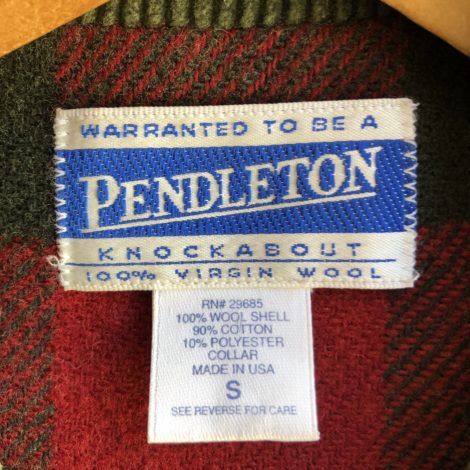 WARRANTED TO BE A
PENDLETON
KNOCKABOUT
100% VIRGIN WOOL
RN# 29685
100% WOOL SHELL
90% COTTON
10% POLYESTER
COLLAR
MADE IN USA
S
SEE REVERSE FOR CARE